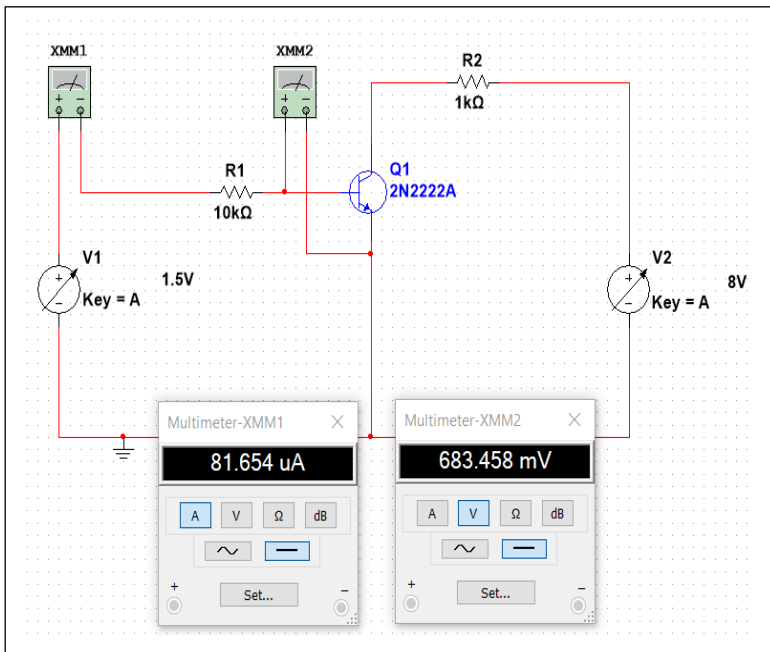 XMM1
XMM2
R2
1kΩ
R1
10kΩ
Q1
2N2222A
V1
1.5V
Key = A
V2
8V
Key = A
+ −
+ −
+
−
+
−
Multimeter-XMM1
81.654 uA
A V Ω dB
Set...
+ −
Multimeter-XMM2
683.458 mV
A V Ω dB
Set...
+ −